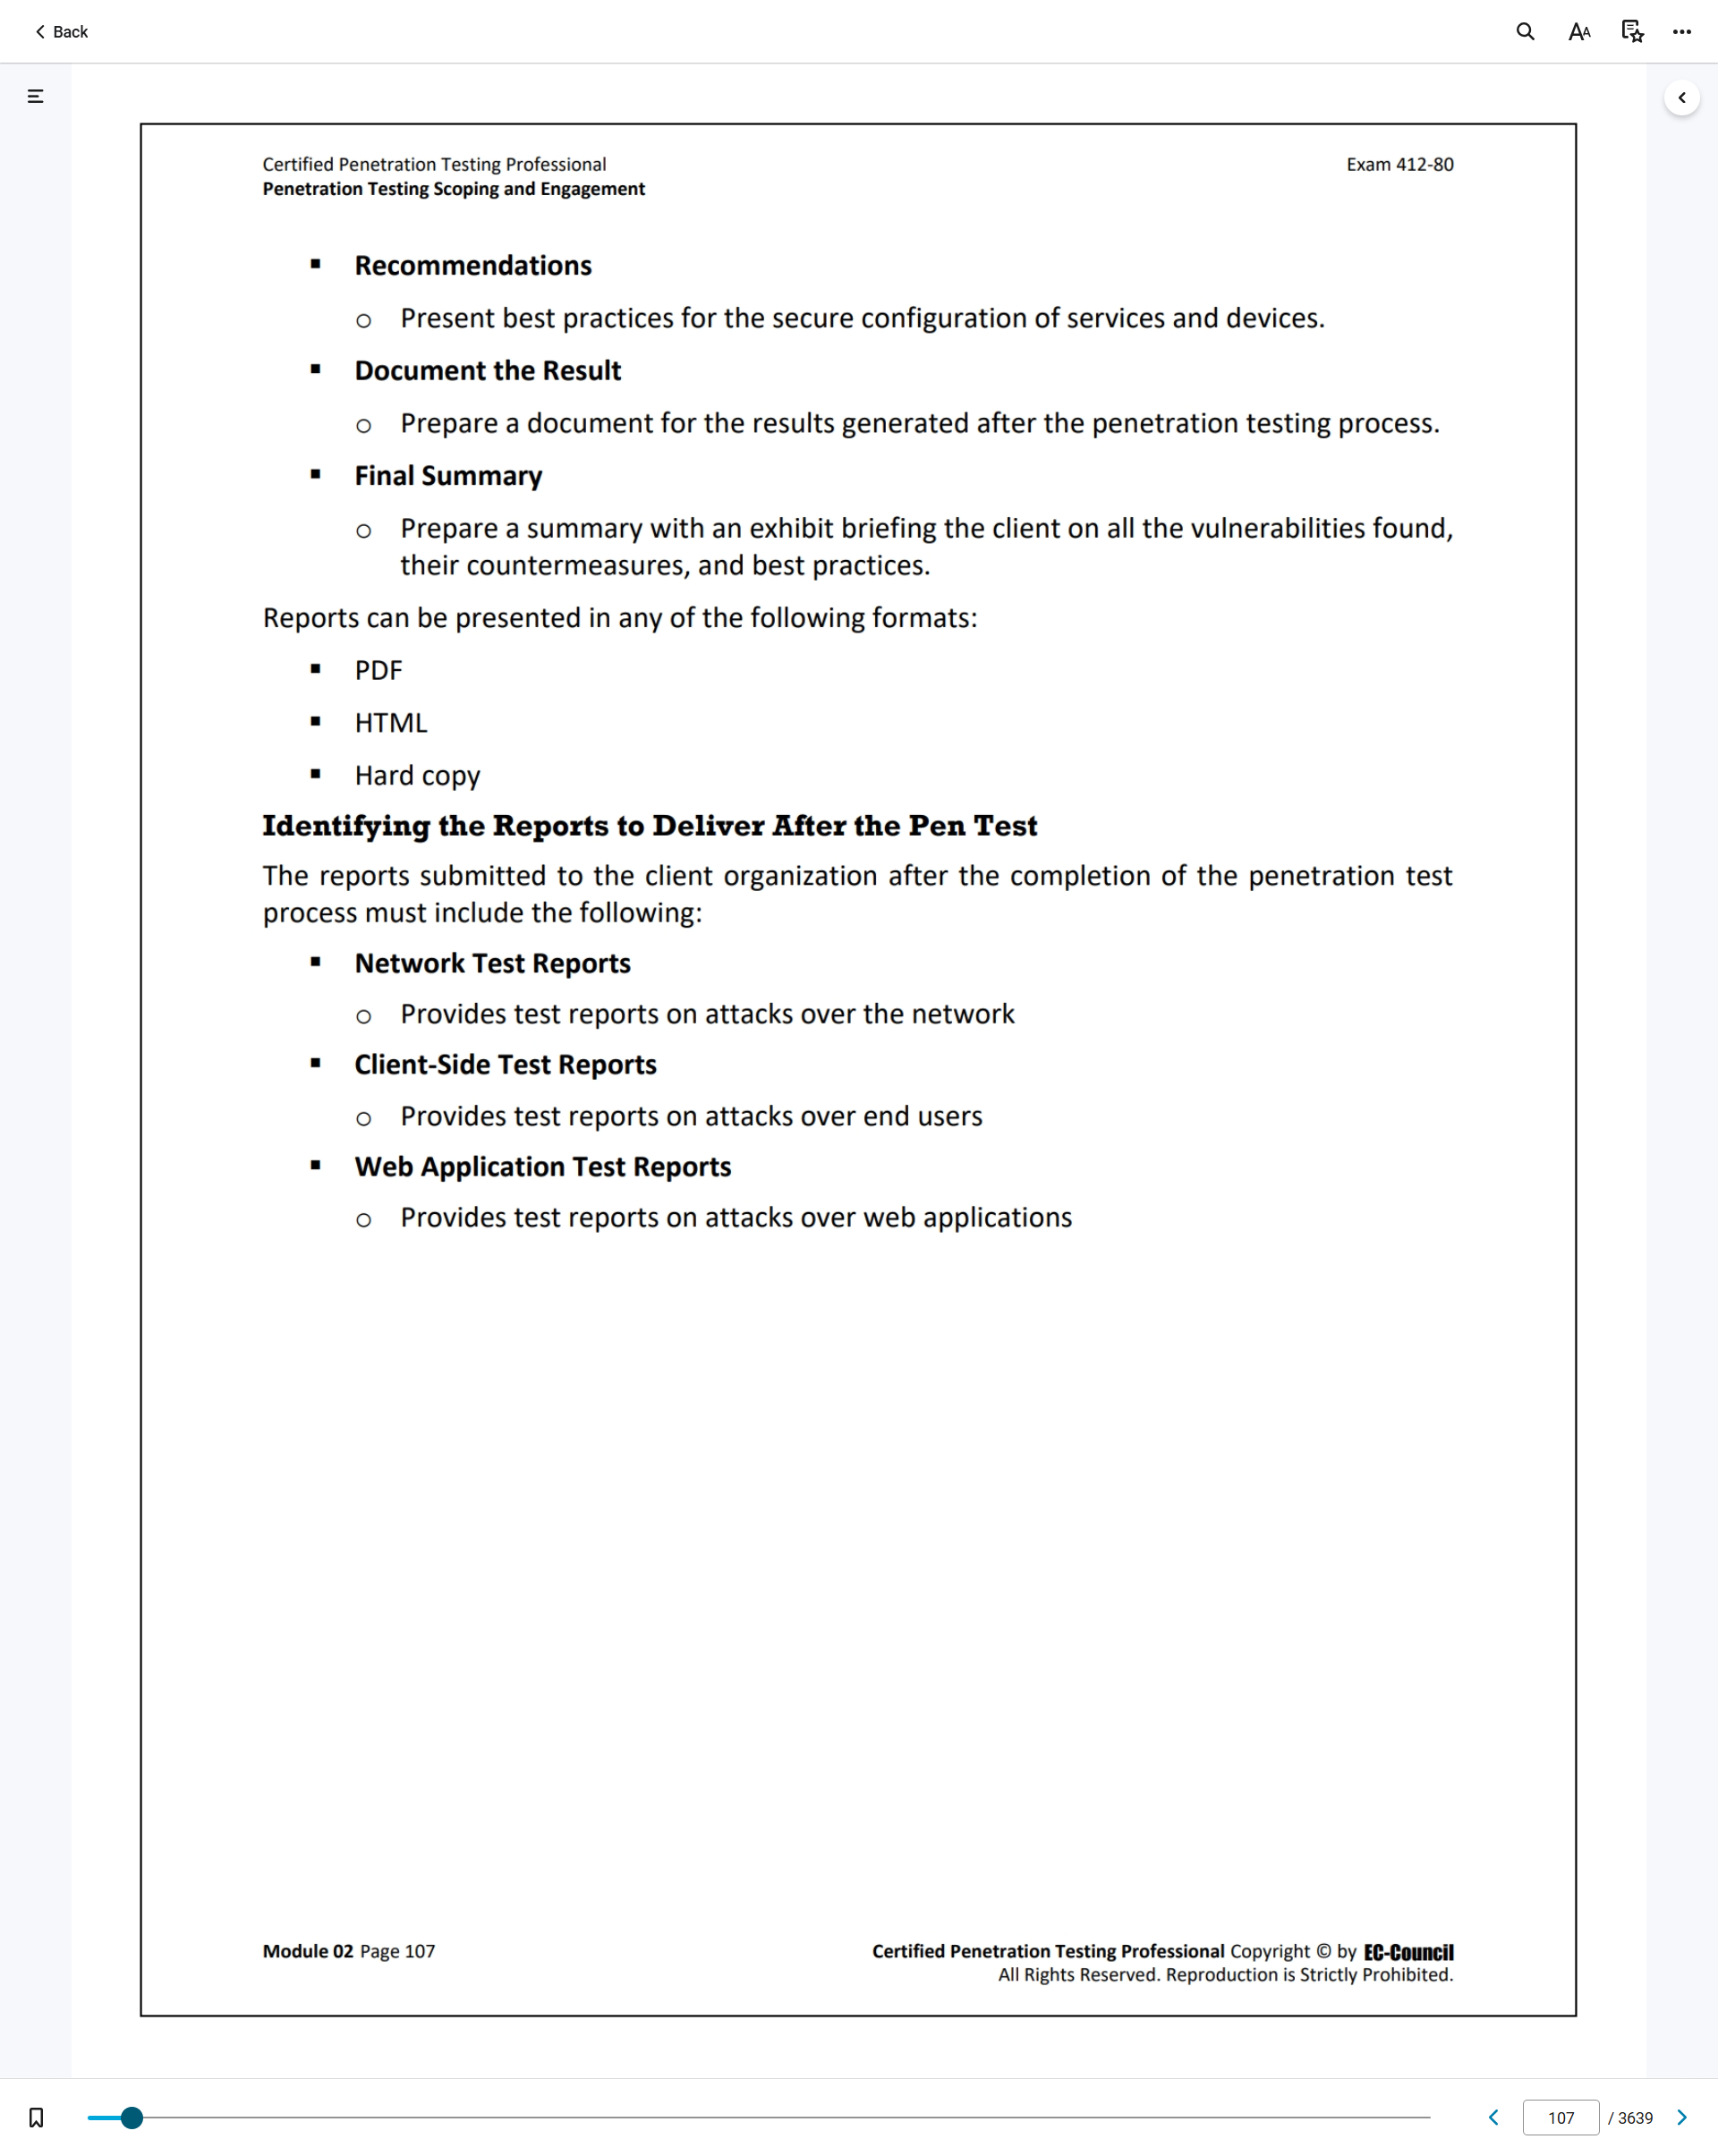 Back
Certified Penetration Testing Professional Exam 412-80
Penetration Testing Scoping and Engagement
▪ Recommendations
o Present best practices for the secure configuration of services and devices.
▪ Document the Result
o Prepare a document for the results generated after the penetration testing process.
▪ Final Summary
o Prepare a summary with an exhibit briefing the client on all the vulnerabilities found,
their countermeasures, and best practices.
Reports can be presented in any of the following formats:
▪ PDF
▪ HTML
▪ Hard copy
Identifying the Reports to Deliver After the Pen Test
The reports submitted to the client organization after the completion of the penetration test
process must include the following:
▪ Network Test Reports
o Provides test reports on attacks over the network
▪ Client-Side Test Reports
o Provides test reports on attacks over end users
▪ Web Application Test Reports
o Provides test reports on attacks over web applications
Module 02 Page 107 Certified Penetration Testing Professional Copyright © by EC-Council
All Rights Reserved. Reproduction is Strictly Prohibited.
107 / 3639